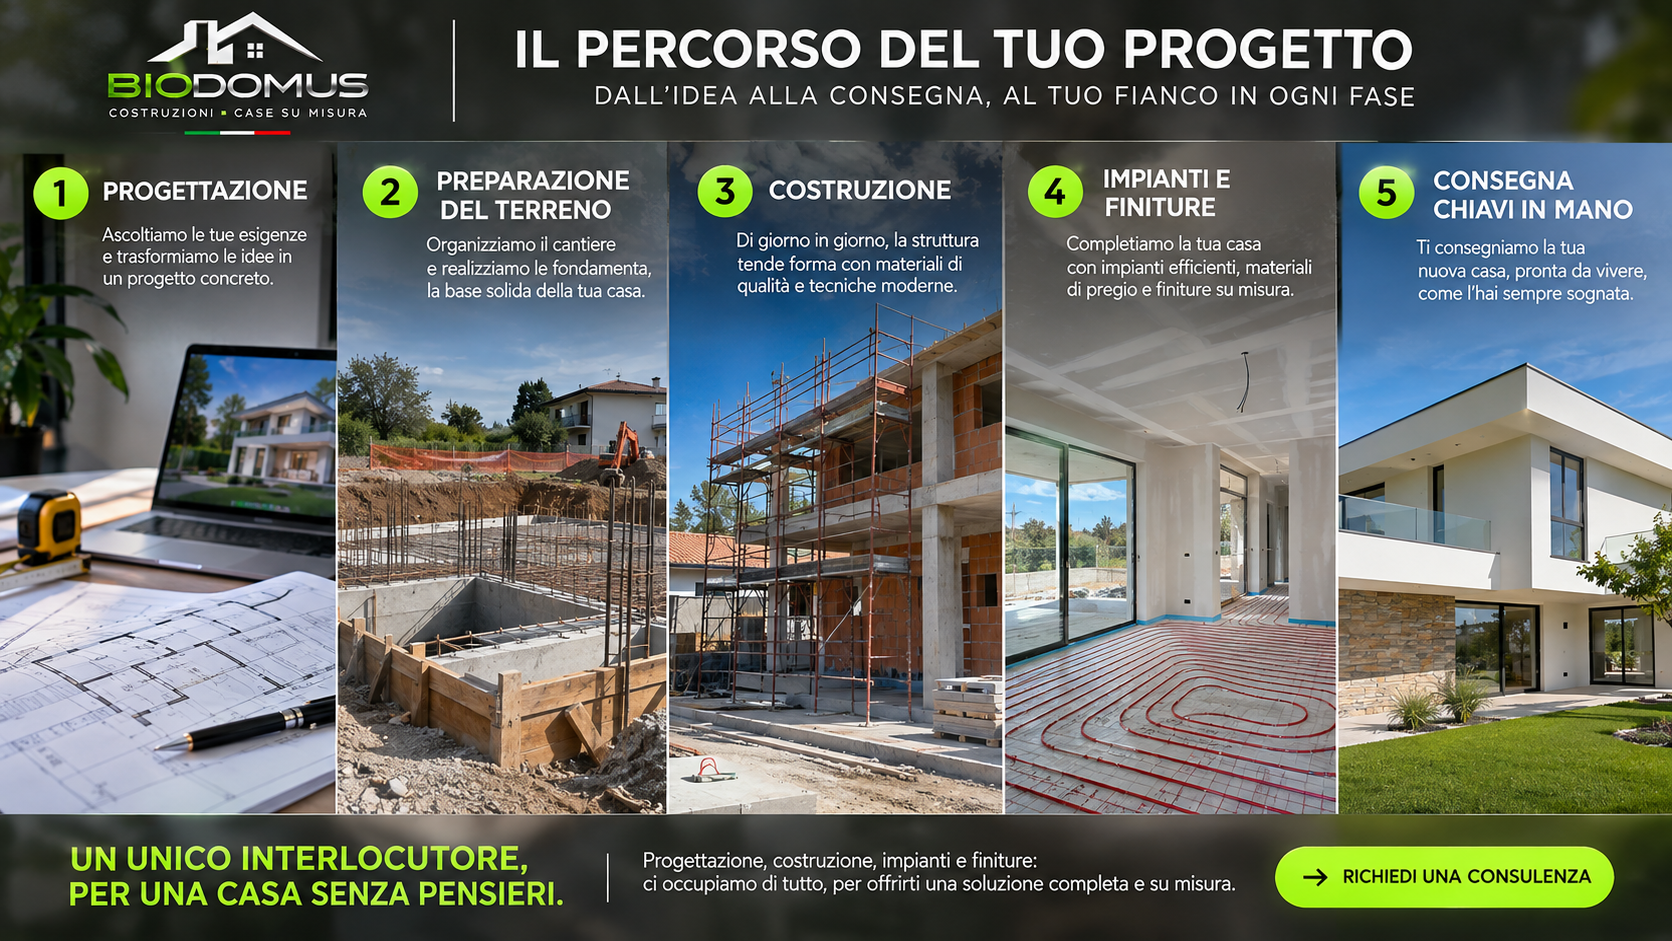 BIODOMUS
COSTRUZIONI ▪ CASE SU MISURA
IL PERCORSO DEL TUO PROGETTO
DALL'IDEA ALLA CONSEGNA, AL TUO FIANCO IN OGNI FASE
1 PROGETTAZIONE
Ascoltiamo le tue esigenze
e trasformiamo le idee in
un progetto concreto.
2 PREPARAZIONE
DEL TERRENO
Organizziamo il cantiere
e realizziamo le fondamenta,
la base solida della tua casa.
3 COSTRUZIONE
Di giorno in giorno, la struttura
tende forma con materiali di
qualità e tecniche moderne.
4 IMPIANTI E
FINITURE
Completiamo la tua casa
con impianti efficienti, materiali
di pregio e finiture su misura.
5 CONSEGNA
CHIAVI IN MANO
Ti consegniamo la tua
nuova casa, pronta da vivere,
come l'hai sempre sognata.
UN UNICO INTERLOCUTORE,
PER UNA CASA SENZA PENSIERI.
Progettazione, costruzione, impianti e finiture:
ci occupiamo di tutto, per offrirti una soluzione completa e su misura.
→ RICHIEDI UNA CONSULENZA